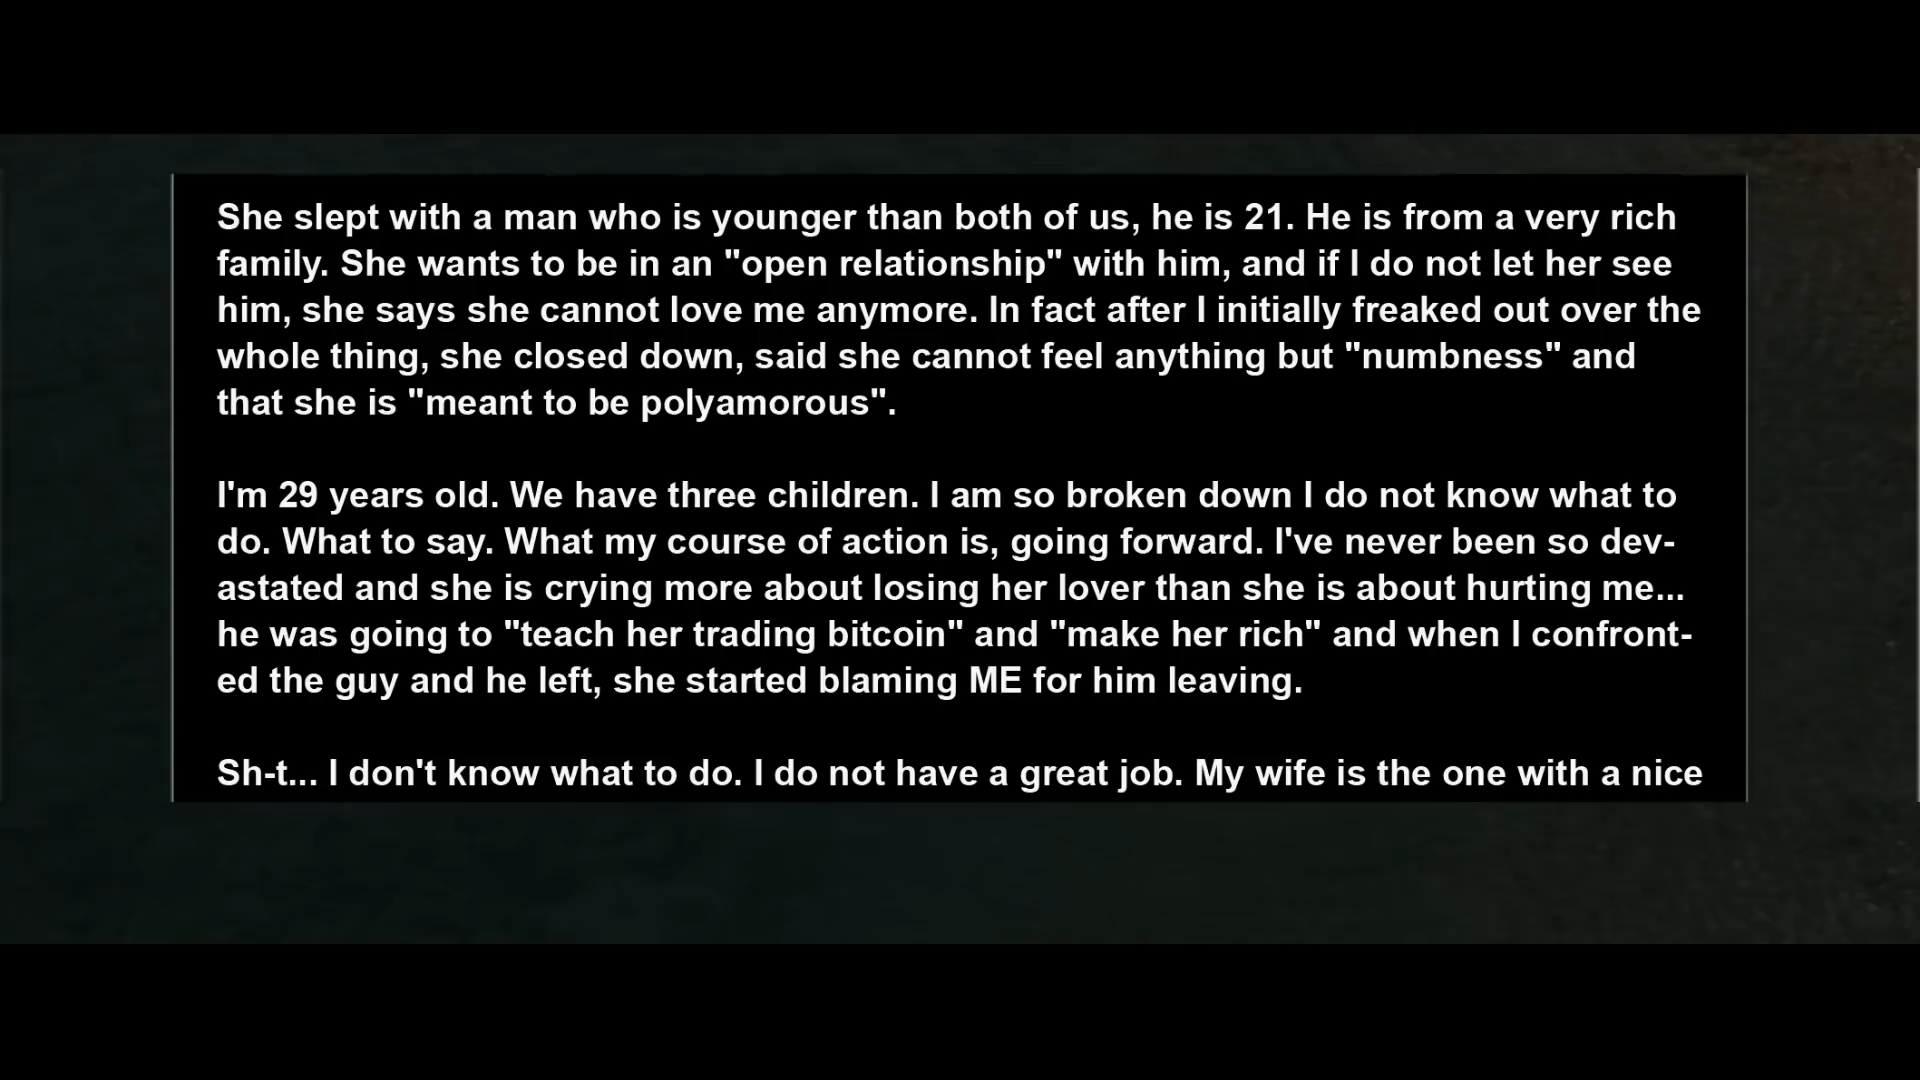 She slept with a man who is younger than both of us, he is 21. He is from a very rich
family. She wants to be in an "open relationship" with him, and if I do not let her see
him, she says she cannot love me anymore. In fact after I initially freaked out over the
whole thing, she closed down, said she cannot feel anything but "numbness" and
that she is "meant to be polyamorous".
I'm 29 years old. We have three children. I am so broken down I do not know what to
do. What to say. What my course of action is, going forward. I've never been so dev-
astated and she is crying more about losing her lover than she is about hurting me...
he was going to "teach her trading bitcoin" and "make her rich" and when I confront-
ed the guy and he left, she started blaming ME for him leaving.
Sh-t... I don't know what to do. I do not have a great job. My wife is the one with a nice